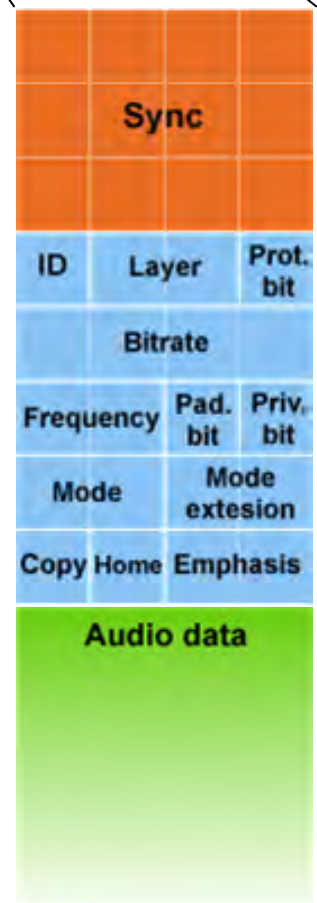 Sync
ID Layer Prot. bit
Bitrate
Frequency Pad. bit Priv. bit
Mode Mode extesion
Copy Home Emphasis
Audio data